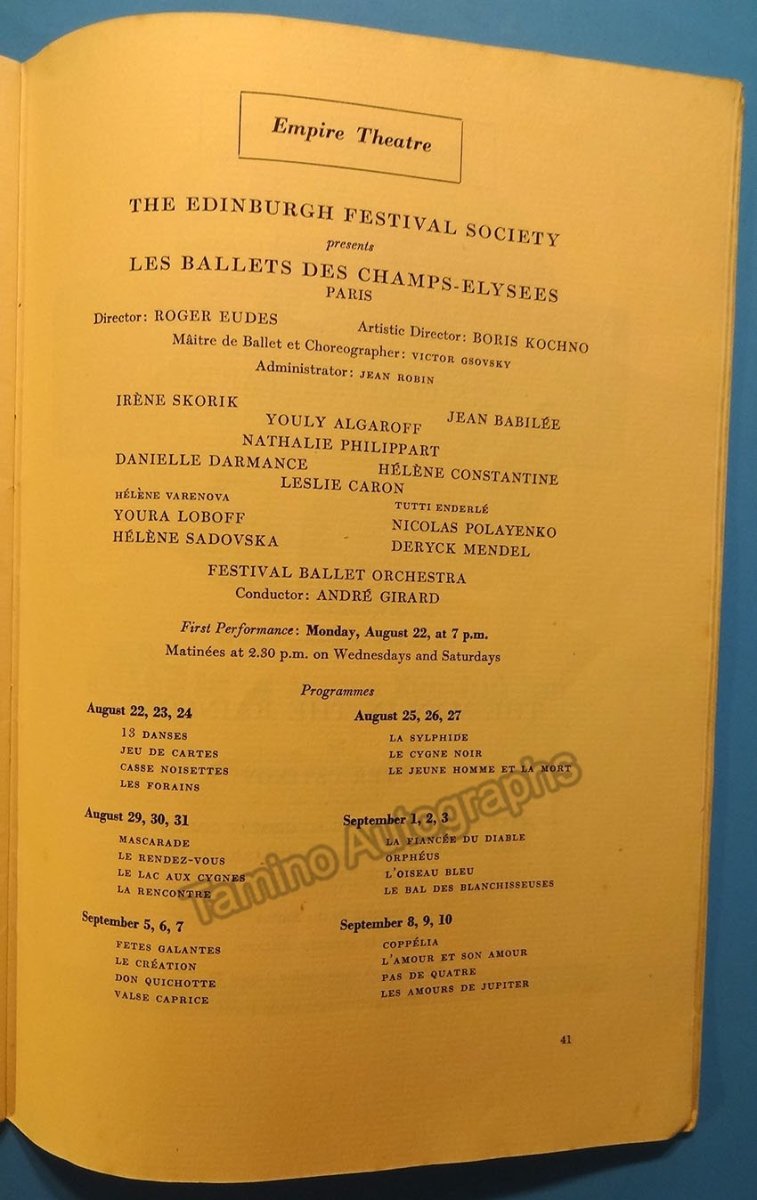 Empire Theatre
THE EDINBURGH FESTIVAL SOCIETY
presents
LES BALLETS DES CHAMPS-ELYSEES
PARIS
Director: ROGER EUDES Artistic Director: BORIS KOCHNO
Mâitre de Ballet et Choreographer: VICTOR GSOVSKY
Administrator: JEAN ROBIN
IRÈNE SKORIK JEAN BABILÉE
YOULY ALGAROFF
NATHALIE PHILIPPART
DANIELLE DARMANCE HÉLÈNE CONSTANTINE
LESLIE CARON
HÉLÈNE VARENOVA TUTTI ENDERLÉ
YOURA LOBOFF NICOLAS POLAYENKO
HÉLÈNE SADOVSKA DERYCK MENDEL
FESTIVAL BALLET ORCHESTRA
Conductor: ANDRÉ GIRARD
First Performance: Monday, August 22, at 7 p.m.
Matinées at 2.30 p.m. on Wednesdays and Saturdays
Programmes
August 22, 23, 24
13 DANSES
JEU DE CARTES
CASSE NOISETTES
LES FORAINS
August 25, 26, 27
LA SYLPHIDE
LE CYGNE NOIR
LE JEUNE HOMME ET LA MORT
August 29, 30, 31
MASCARADE
LE RENDEZ-VOUS
LE LAC AUX CYGNES
LA RENCONTRE
September 1, 2, 3
LA FIANCÉE DU DIABLE
ORPHÉUS
L'OISEAU BLEU
LE BAL DES BLANCHISSEUSES
September 5, 6, 7
FETES GALANTES
LE CRÉATION
DON QUICHOTTE
VALSE CAPRICE
September 8, 9, 10
COPPÉLIA
L'AMOUR ET SON AMOUR
PAS DE QUATRE
LES AMOURS DE JUPITER
41
Tamino Autographs